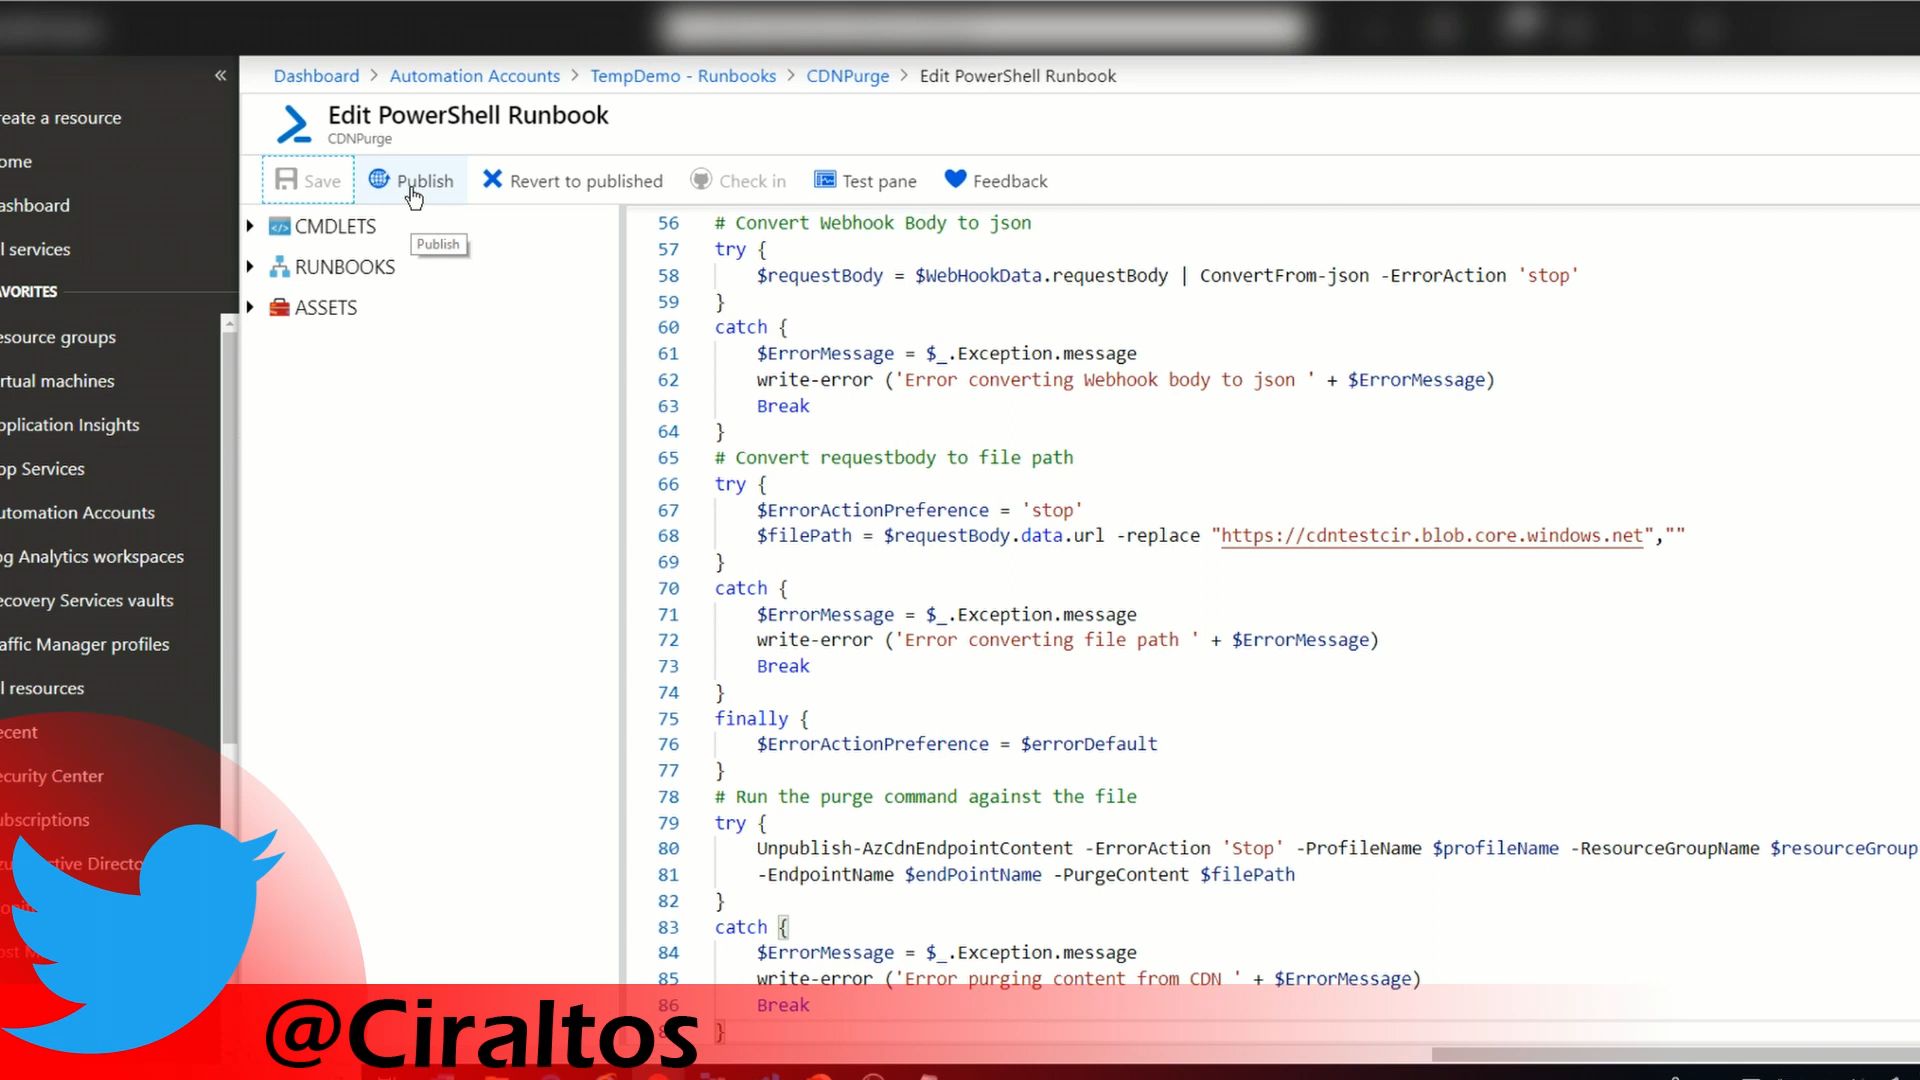 Dashboard > Automation Accounts > TempDemo - Runbooks > CDNPurge > Edit PowerShell Runbook
Edit PowerShell Runbook
CDNPurge
Save Publish Revert to published Check in Test pane Feedback
Publish
CMDLETS
RUNBOOKS
ASSETS
reate a resource
ome
ashboard
l services
AVORITES
esource groups
rtual machines
pplication Insights
pp Services
utomation Accounts
og Analytics workspaces
ecovery Services vaults
affic Manager profiles
l resources
ecent
ecurity Center
ubscriptions
ctive Directo
56 # Convert Webhook Body to json
57 try {
58 $requestBody = $WebHookData.requestBody | ConvertFrom-json -ErrorAction 'stop'
59 }
60 catch {
61 $ErrorMessage = $_.Exception.message
62 write-error ('Error converting Webhook body to json ' + $ErrorMessage)
63 Break
64 }
65 # Convert requestbody to file path
66 try {
67 $ErrorActionPreference = 'stop'
68 $filePath = $requestBody.data.url -replace "https://cdntestcir.blob.core.windows.net",""
69 }
70 catch {
71 $ErrorMessage = $_.Exception.message
72 write-error ('Error converting file path ' + $ErrorMessage)
73 Break
74 }
75 finally {
76 $ErrorActionPreference = $errorDefault
77 }
78 # Run the purge command against the file
79 try {
80 Unpublish-AzCdnEndpointContent -ErrorAction 'Stop' -ProfileName $profileName -ResourceGroupName $resourceGroup
81 -EndpointName $endPointName -PurgeContent $filePath
82 }
83 catch {
84 $ErrorMessage = $_.Exception.message
85 write-error ('Error purging content from CDN ' + $ErrorMessage)
86 Break
}
@Ciraltos